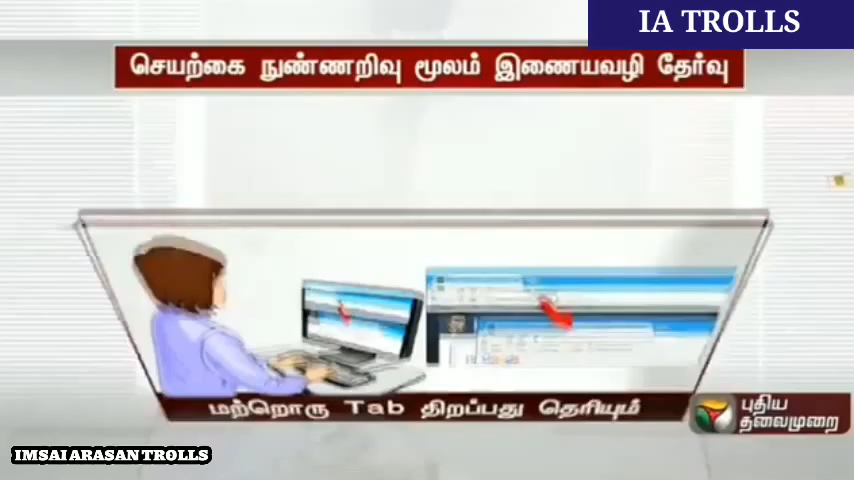 IA TROLLS
செயற்கை நுண்ணறிவு மூலம் இணையவழி தேர்வு
மற்றொரு Tab திறப்பது தெரியும்
புதிய
தலைமுறை
IMSAI ARASAN TROLLS